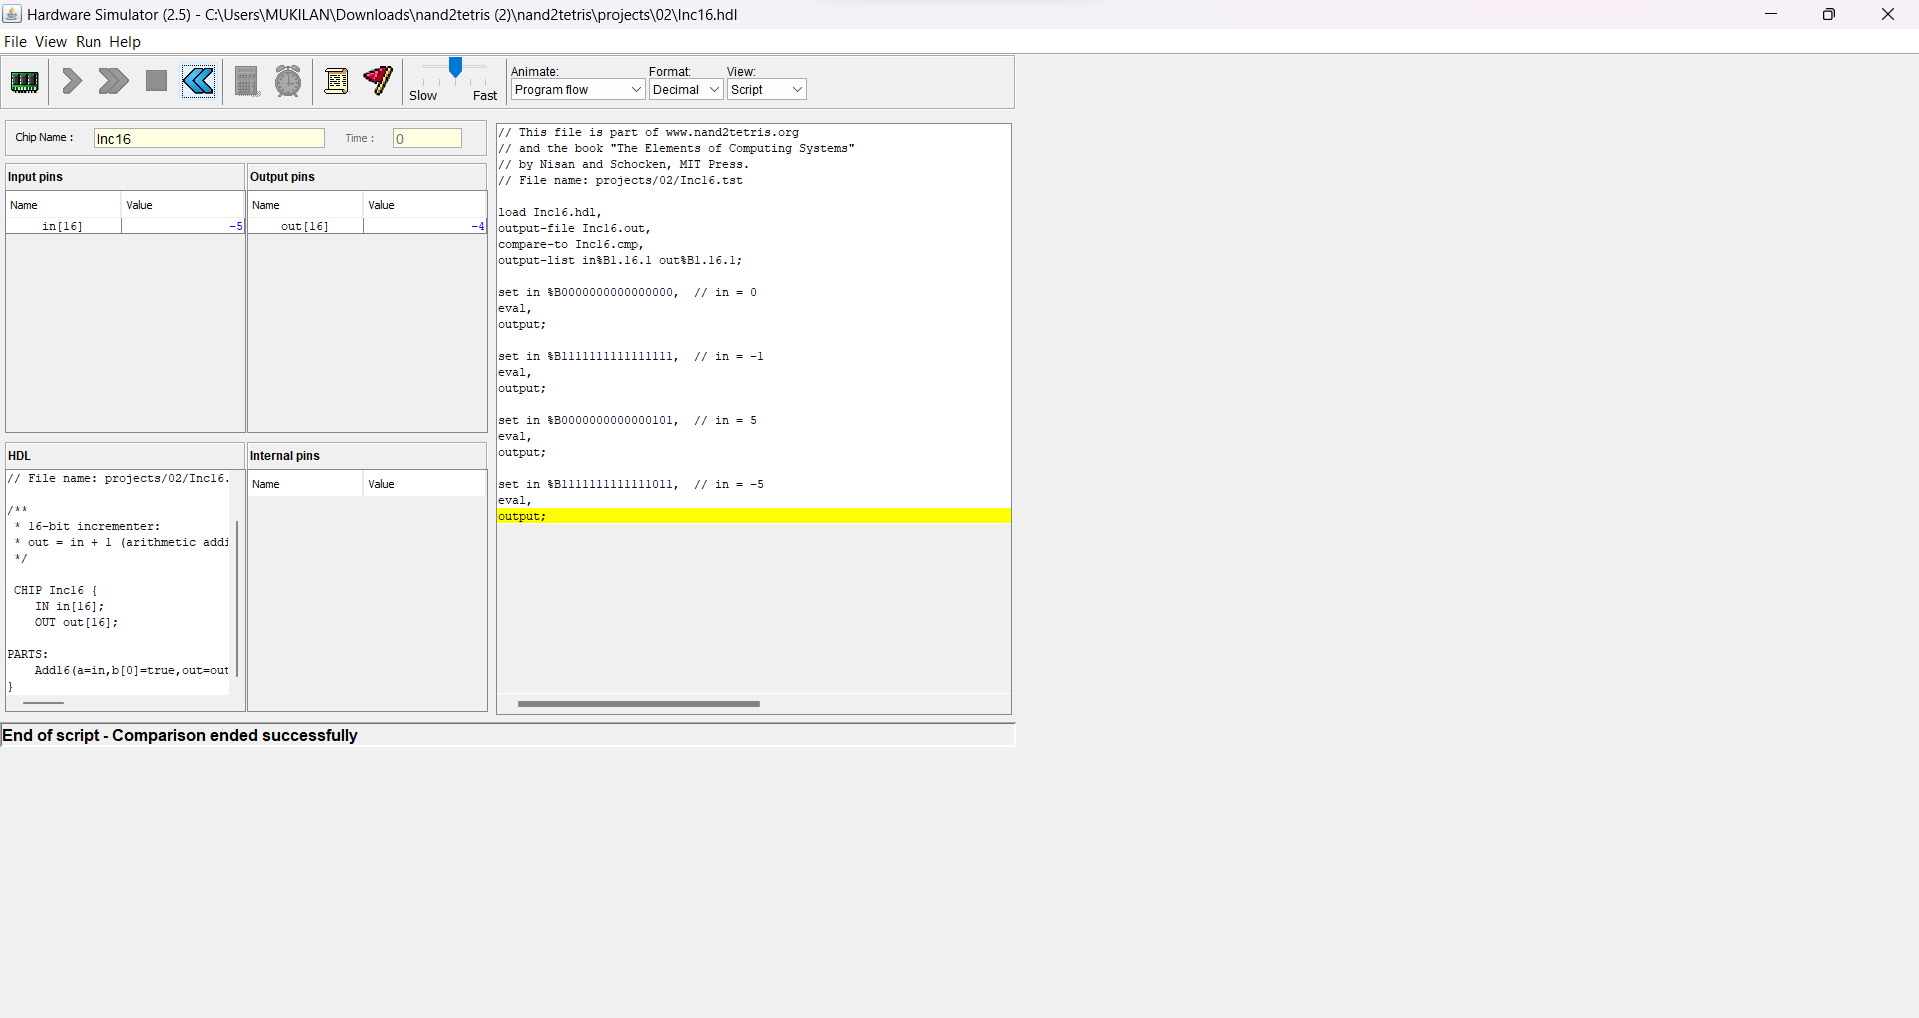 Hardware Simulator (2.5) - C:\Users\MUKILAN\Downloads\nand2tetris (2)\nand2tetris\projects\02\Inc16.hdl
File View Run Help
Slow Fast
Animate:
Program flow
Format:
Decimal
View:
Script
Chip Name : Inc16 Time : 0
Input pins
Name Value
in[16] -5
Output pins
Name Value
out[16] -4
HDL
// File name: projects/02/Inc16.
/**
* 16-bit incrementer:
* out = in + 1 (arithmetic addi
*/
CHIP Inc16 {
IN in[16];
OUT out[16];
PARTS:
Add16(a=in,b[0]=true,out=out
}
Internal pins
Name Value
// This file is part of www.nand2tetris.org
// and the book "The Elements of Computing Systems"
// by Nisan and Schocken, MIT Press.
// File name: projects/02/Inc16.tst
load Inc16.hdl,
output-file Inc16.out,
compare-to Inc16.cmp,
output-list in%B1.16.1 out%B1.16.1;
set in %B0000000000000000, // in = 0
eval,
output;
set in %B1111111111111111, // in = -1
eval,
output;
set in %B0000000000000101, // in = 5
eval,
output;
set in %B1111111111111011, // in = -5
eval,
output;
End of script - Comparison ended successfully